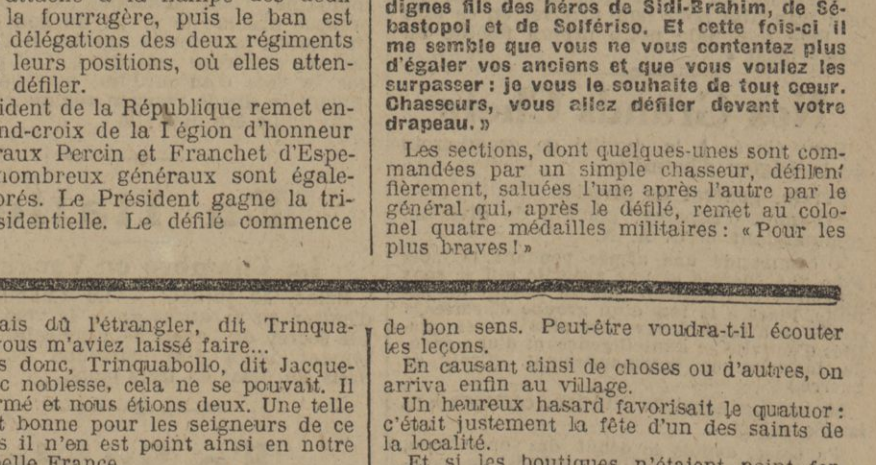 la fourragère, puis le ban est
délégations des deux régiments
leurs positions, où elles atten-
défiler.
ident de la République remet en-
nd-croix de la Légion d'honneur
raux Percin et Franchet d'Espe-
nombreux généraux sont égale-
orés. Le Président gagne la tri-
sidentielle. Le défilé commence
dignes fils des héros de Sidi-Brahim, de Sé-
bastopol et de Solfériso. Et cette fois-ci il
me semble que vous ne vous contentez plus
d'égaler vos anciens et que vous voulez les
surpasser : je vous le souhaite de tout cœur.
Chasseurs, vous allez défiler devant votre
drapeau. »
Les sections, dont quelques-unes sont com-
mandées par un simple chasseur, défilent
fièrement, saluées l'une après l'autre par le
général qui, après le défilé, remet au colo-
nel quatre médailles militaires : « Pour les
plus braves ! »
ais dû l'étrangler, dit Trinqua-
vous m'aviez laissé faire...
s donc, Trinquabollo, dit Jacque-
c noblesse, cela ne se pouvait. Il
rmé et nous étions deux. Une telle
t bonne pour les seigneurs de ce
s il n'en est point ainsi en notre
belle France.
de bon sens. Peut-être voudra-t-il écouter
tes leçons.
En causant ainsi de choses ou d'autres, on
arriva enfin au village.
Un heureux hasard favorisait le quatuor :
c'était justement la fête d'un des saints de
la localité.
Et si les boutiques n'étaient point